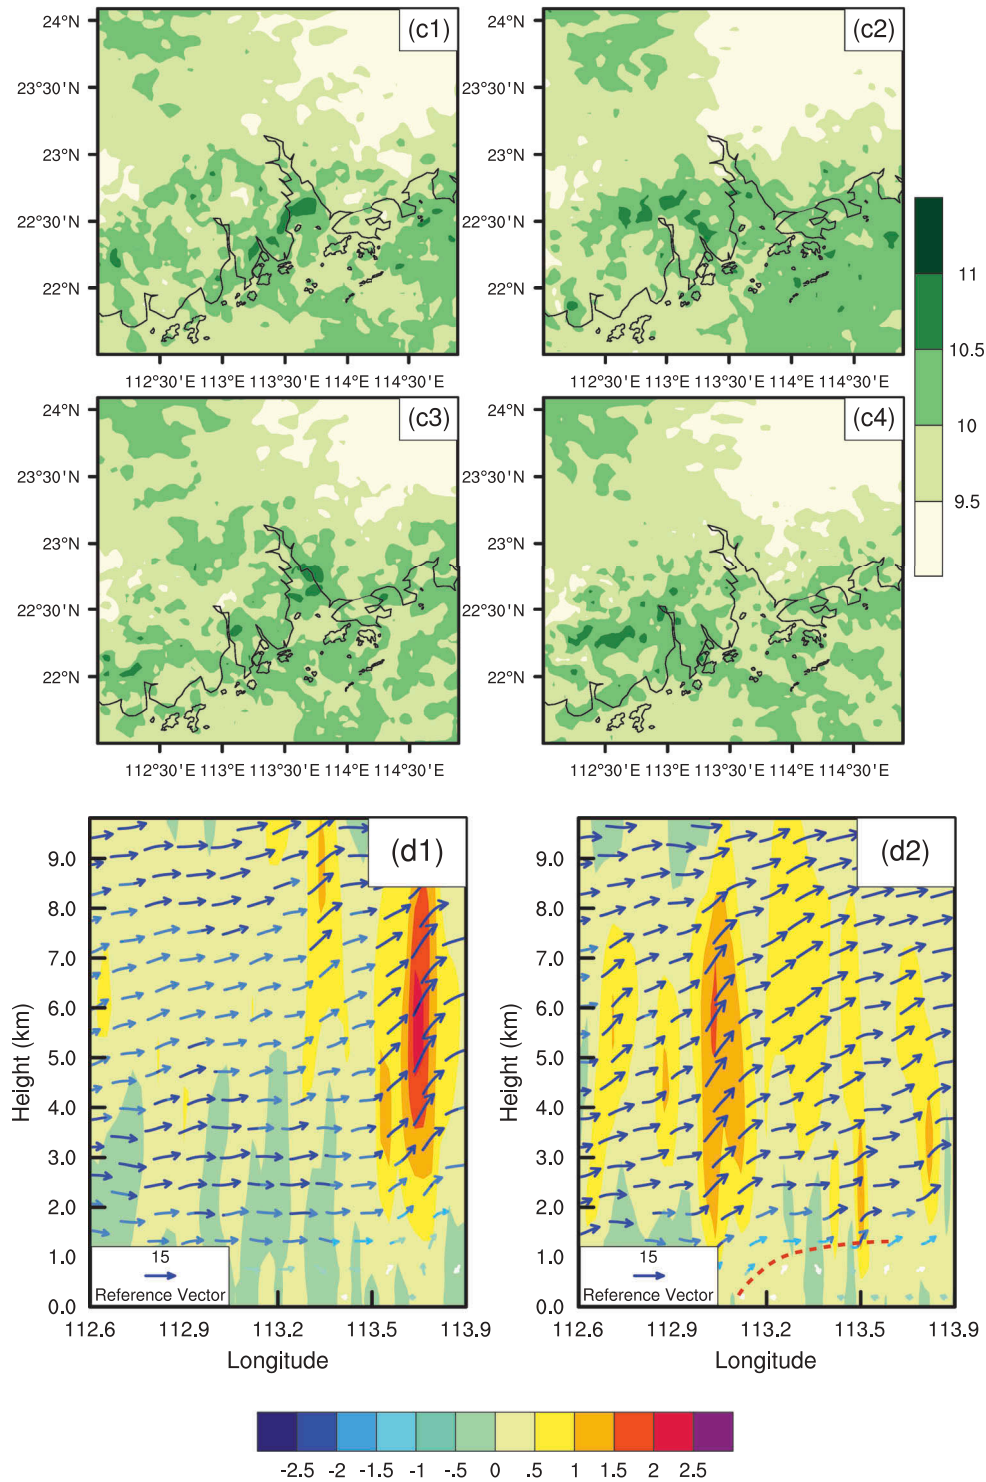 (c1)
(c2)
24°N
23°30'N
23°N
22°30'N
22°N
24°N
23°30'N
23°N
22°30'N
22°N
11
10.5
10
9.5
112°30'E 113°E 113°30'E 114°E 114°30'E
112°30'E 113°E 113°30'E 114°E 114°30'E
(c3)
(c4)
24°N
23°30'N
23°N
22°30'N
22°N
24°N
23°30'N
23°N
22°30'N
22°N
112°30'E 113°E 113°30'E 114°E 114°30'E
112°30'E 113°E 113°30'E 114°E 114°30'E
(d1)
Height (km)
9.0
8.0
7.0
6.0
5.0
4.0
3.0
2.0
1.0
0.0
15
Reference Vector
112.6 112.9 113.2 113.5 113.9
Longitude
(d2)
Height (km)
9.0
8.0
7.0
6.0
5.0
4.0
3.0
2.0
1.0
0.0
15
Reference Vector
112.6 112.9 113.2 113.5 113.9
Longitude
-2.5 -2 -1.5 -1 -.5 0 .5 1 1.5 2 2.5